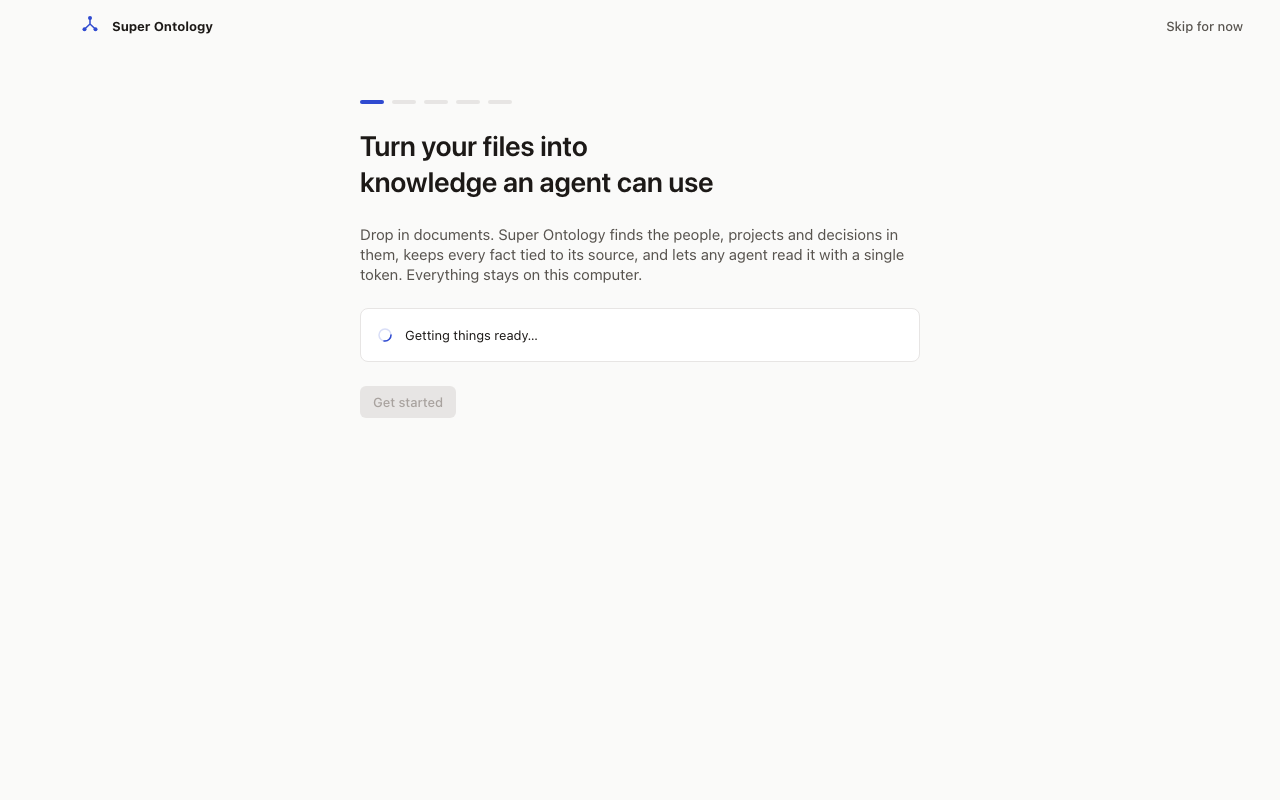 Super Ontology
Skip for now
Turn your files into
knowledge an agent can use
Drop in documents. Super Ontology finds the people, projects and decisions in
them, keeps every fact tied to its source, and lets any agent read it with a single
token. Everything stays on this computer.
Getting things ready...
Get started